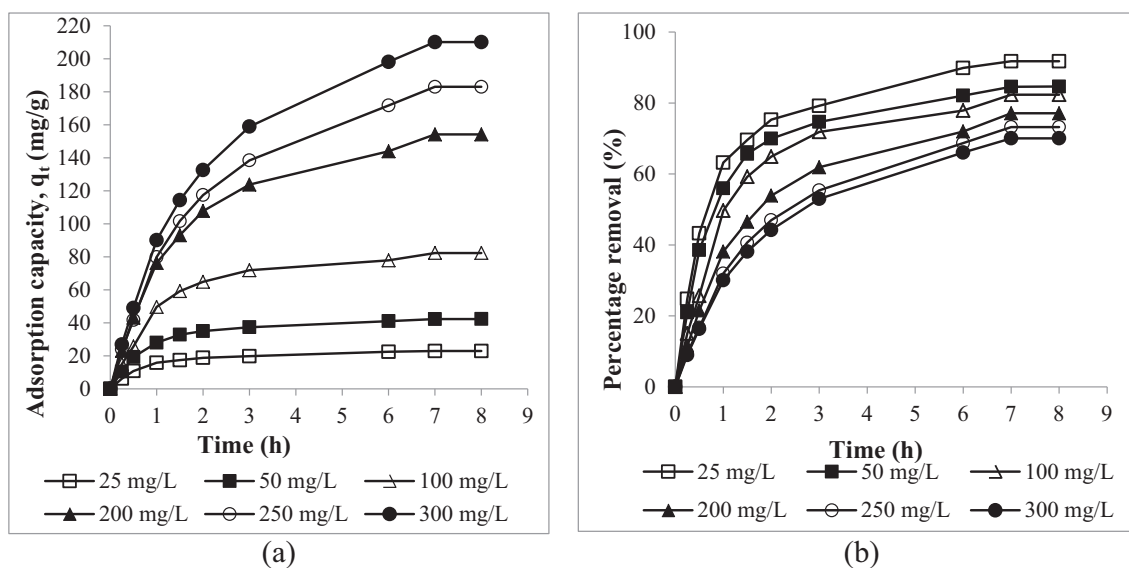 220
200
180
160
140
120
100
80
60
40
20
0
Adsorption capacity, qt (mg/g)
0 1 2 3 4 5 6 7 8 9
Time (h)
25 mg/L 50 mg/L 100 mg/L
200 mg/L 250 mg/L 300 mg/L
(a)
100
80
60
40
20
0
Percentage removal (%)
0 1 2 3 4 5 6 7 8 9
Time (h)
25 mg/L 50 mg/L 100 mg/L
200 mg/L 250 mg/L 300 mg/L
(b)